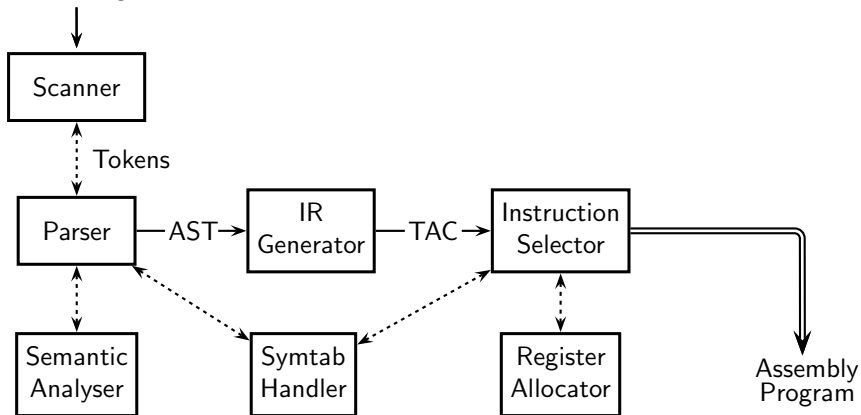 Scanner
Tokens
Parser
AST
IR
Generator
TAC
Instruction
Selector
Semantic
Analyser
Symtab
Handler
Register
Allocator
Assembly
Program